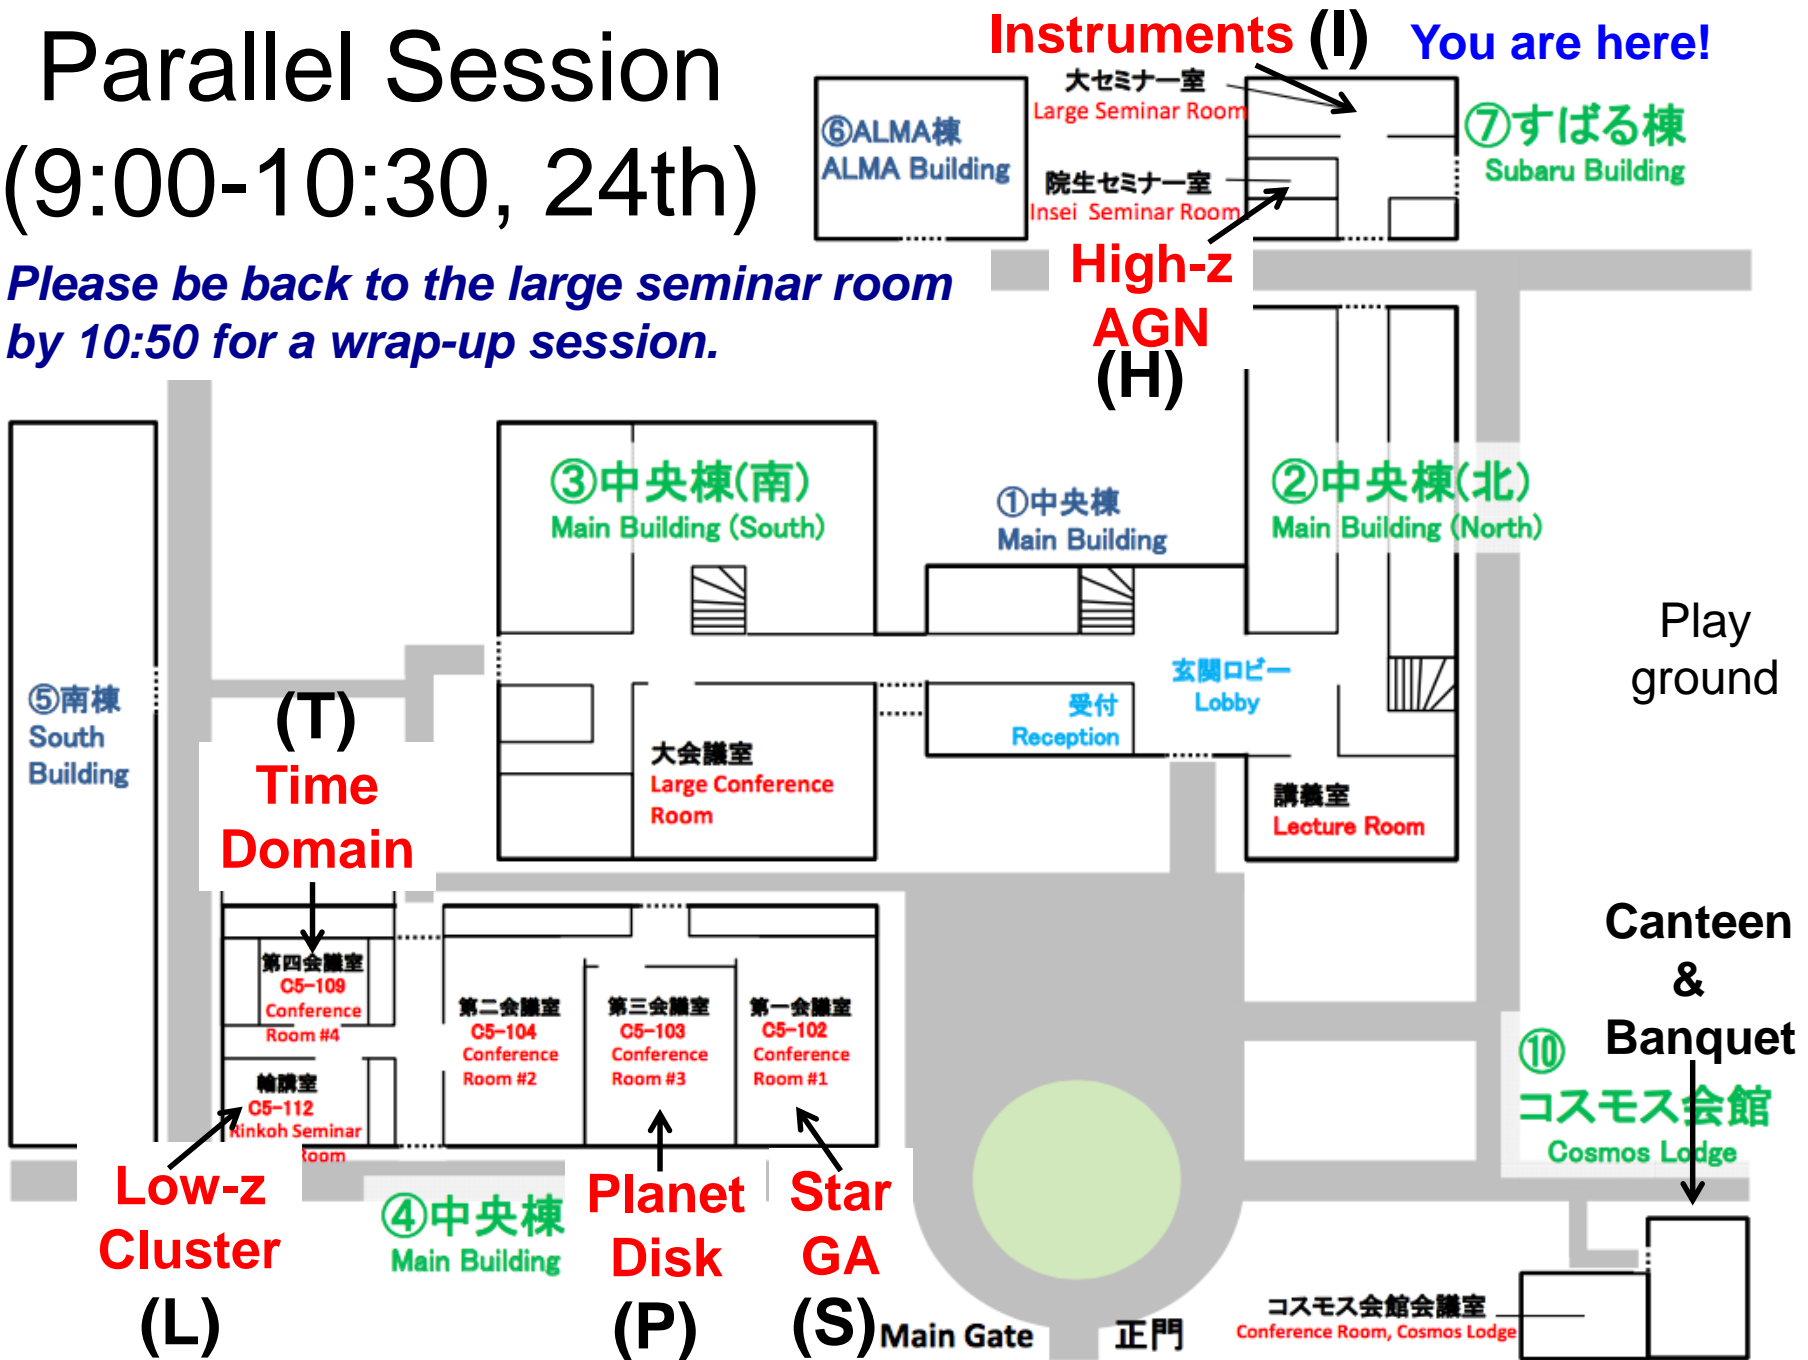 Parallel Session
(9:00-10:30, 24th)
Please be back to the large seminar room
by 10:50 for a wrap-up session.
Instruments (I)
You are here!
大セミナー室
Large Seminar Room
⑥ALMA棟
ALMA Building
⑦すばる棟
Subaru Building
院生セミナー室
Insei Seminar Room
High-z
AGN
(H)
③中央棟(南)
Main Building (South)
①中央棟
Main Building
②中央棟(北)
Main Building (North)
Play
ground
⑤南棟
South
Building
(T)
Time
Domain
大会議室
Large Conference
Room
受付
Reception
玄関ロビー
Lobby
講義室
Lecture Room
第四会議室
C5-109
Conference
Room #4
第二会議室
C5-104
Conference
Room #2
第三会議室
C5-103
Conference
Room #3
第一会議室
C5-102
Conference
Room #1
輪講室
C5-112
Rinkoh Seminar
Room
Canteen
&
Banquet
⑩
コスモス会館
Cosmos Lodge
Low-z
Cluster
(L)
④中央棟
Main Building
Planet
Disk
(P)
Star
GA
(S)
Main Gate 正門
コスモス会館会議室
Conference Room, Cosmos Lodge